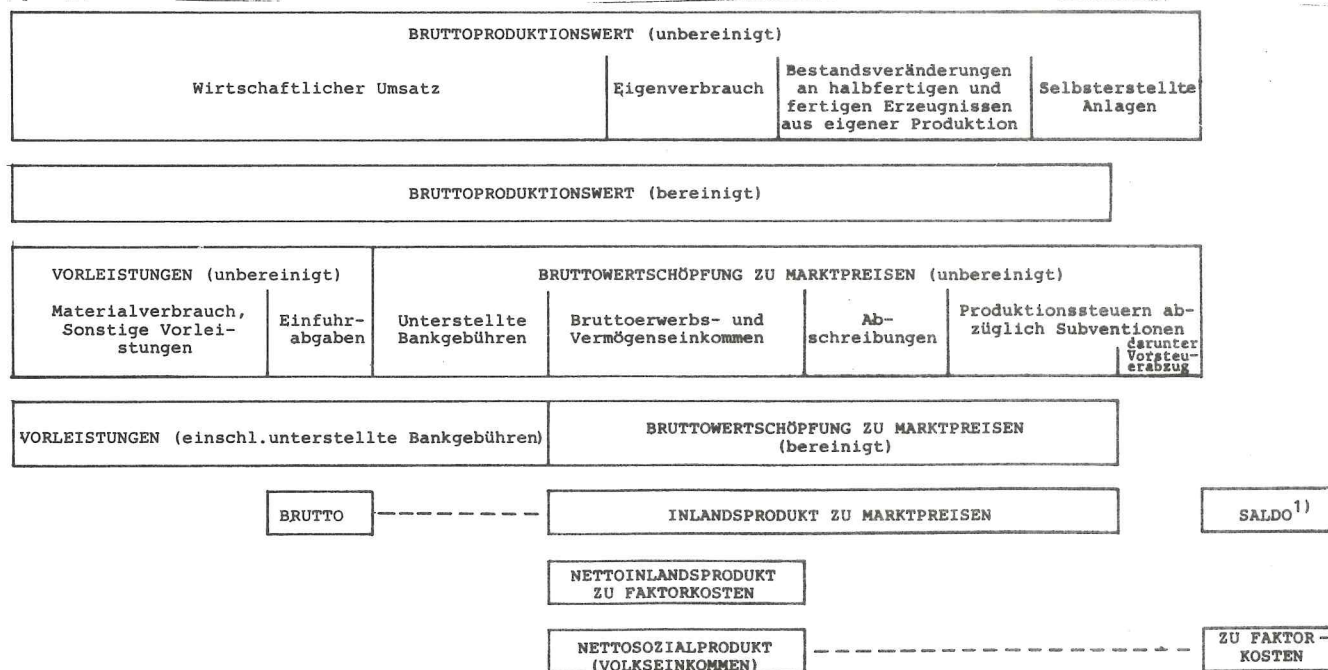 BRUTTOPRODUKTIONSWERT (unbereinigt)
Wirtschaftlicher Umsatz
Eigenverbrauch
Bestandsveränderungen
an halbfertigen und
fertigen Erzeugnissen
aus eigener Produktion
Selbsterstellte
Anlagen
BRUTTOPRODUKTIONSWERT (bereinigt)
VORLEISTUNGEN (unbereinigt)
Materialverbrauch,
Sonstige Vorlei-
stungen
Einfuhr-
abgaben
BRUTTOWERTSCHÖPFUNG ZU MARKTPREISEN (unbereinigt)
Unterstellte
Bankgebühren
Bruttoerwerbs- und
Vermögenseinkommen
Ab-
schreibungen
Produktionssteuern ab-
züglich Subventionen
darunter
Vorsteu-
erabzug
VORLEISTUNGEN (einschl.unterstellte Bankgebühren)
BRUTTOWERTSCHÖPFUNG ZU MARKTPREISEN
(bereinigt)
BRUTTO
INLANDSPRODUKT ZU MARKTPREISEN
SALDO1)
NETTOINLANDSPRODUKT
ZU FAKTORKOSTEN
NETTOSOZIALPRODUKT
(VOLKSEINKOMMEN)
ZU FAKTOR-
KOSTEN